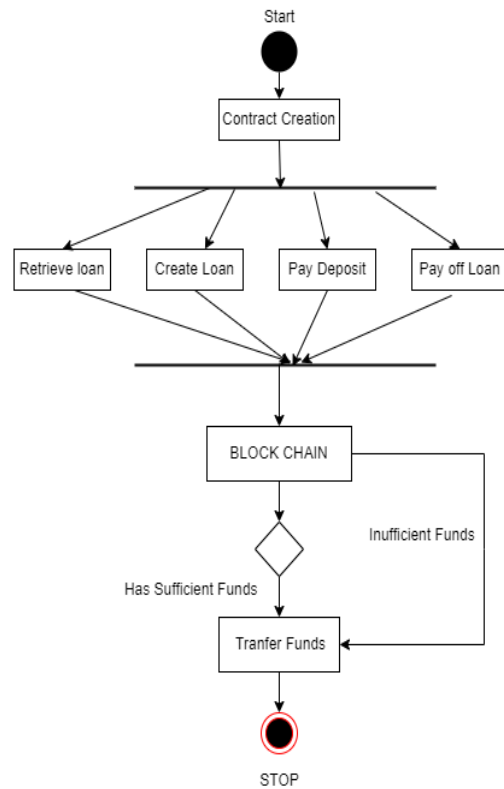 Start
Contract Creation
Retrieve loan
Create Loan
Pay Deposit
Pay off Loan
BLOCK CHAIN
Inufficient Funds
Has Sufficient Funds
Tranfer Funds
STOP